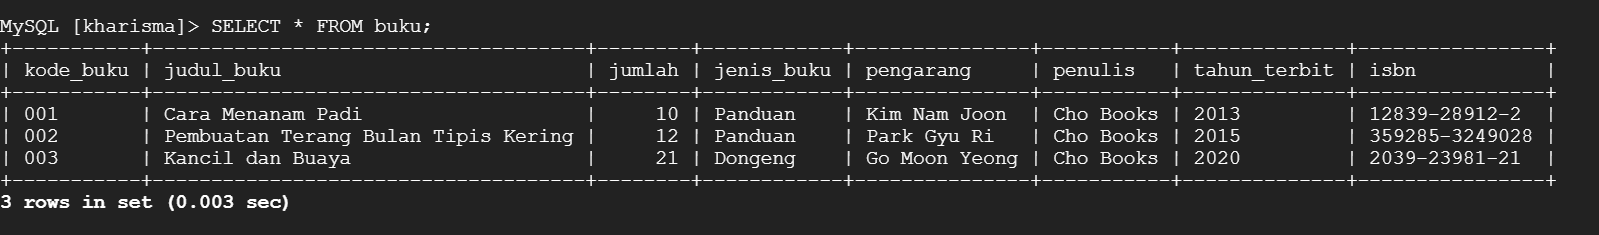 MySQL [kharisma]> SELECT * FROM buku;
+-----------+-------------------------------------+--------+------------+---------------+-----------+--------------+----------------+
| kode_buku | judul_buku                          | jumlah | jenis_buku | pengarang     | penulis   | tahun_terbit | isbn           |
+-----------+-------------------------------------+--------+------------+---------------+-----------+--------------+----------------+
| 001       | Cara Menanam Padi                   |     10 | Panduan    | Kim Nam Joon  | Cho Books | 2013         | 12839-28912-2  |
| 002       | Pembuatan Terang Bulan Tipis Kering |     12 | Panduan    | Park Gyu Ri   | Cho Books | 2015         | 359285-3249028 |
| 003       | Kancil dan Buaya                    |     21 | Dongeng    | Go Moon Yeong | Cho Books | 2020         | 2039-23981-21  |
+-----------+-------------------------------------+--------+------------+---------------+-----------+--------------+----------------+
3 rows in set (0.003 sec)